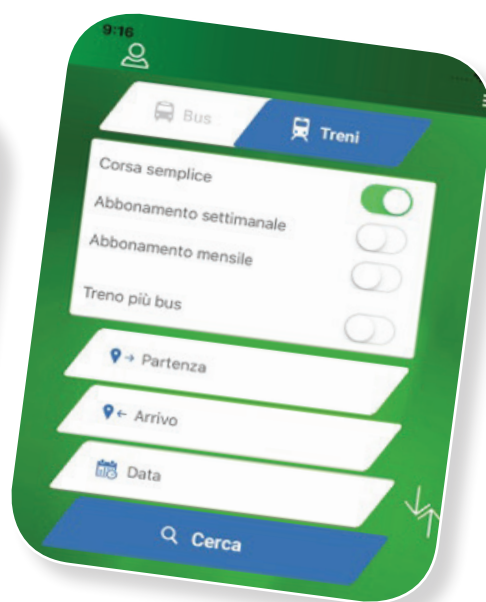 9:16
Bus
Treni
Corsa semplice
Abbonamento settimanale
Abbonamento mensile
Treno più bus
Partenza
Arrivo
Data
Cerca